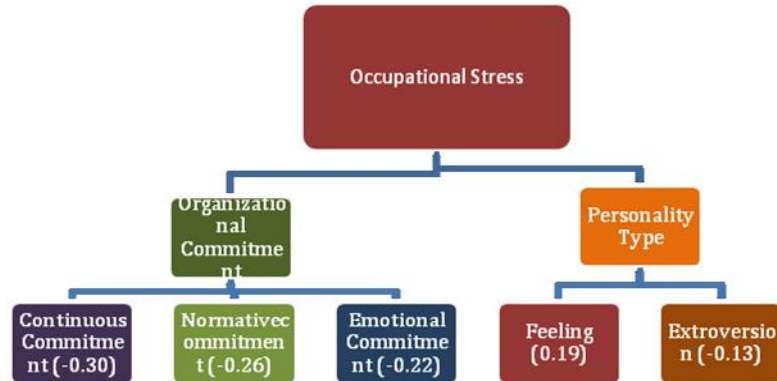 Occupational Stress
Organizatio
nal
Commitme
nt
Personality
Type
Continuous
Commitme
nt (-0.30)
Normativec
ommitmen
t (-0.26)
Emotional
Commitme
nt (-0.22)
Feeling
(0.19)
Extroversio
n (-0.13)